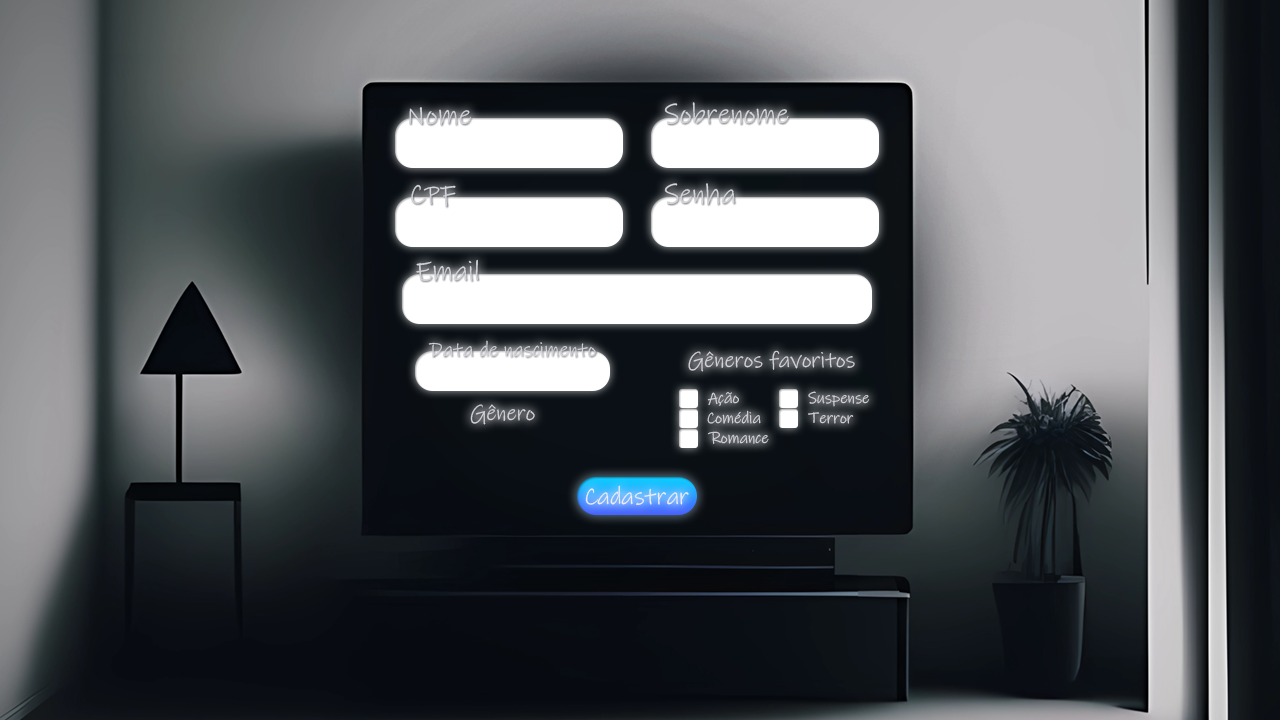 Nome
Sobrenome
CPF
Senha
Email
Data de nascimento
Gênero
Gêneros favoritos
Ação
Suspense
Comédia
Terror
Romance
Cadastrar